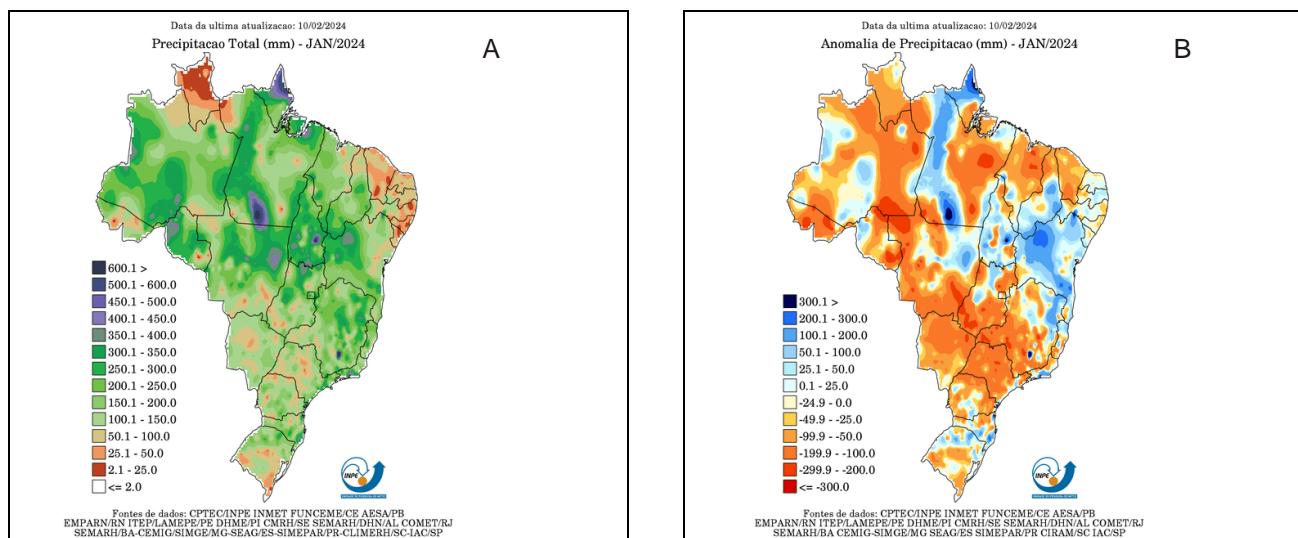 Data da ultima atualizacao: 10/02/2024
Precipitacao Total (mm) - JAN/2024
A
600.1 >
500.1 - 600.0
450.1 - 500.0
400.1 - 450.0
350.1 - 400.0
300.1 - 350.0
250.1 - 300.0
200.1 - 250.0
150.1 - 200.0
100.1 - 150.0
50.1 - 100.0
25.1 - 50.0
2.1 - 25.0
<= 2.0
INPE
Fontes de dados: CPTEC/INPE INMET FUNCEME/CE AESA/PB
EMPARN/RN ITEP/LAMEPE/PE DHME/PI CMRH/SE SEMARH/DHN/AL COMET/RJ
SEMARH/BA-CEMIG/SIMGE/MG-SEAG/ES-SIMEPAR/PR-CLIMERH/SC-IAC/SP
Data da ultima atualizacao: 10/02/2024
Anomalia de Precipitacao (mm) - JAN/2024
B
300.1 >
200.1 - 300.0
100.1 - 200.0
50.1 - 100.0
25.1 - 50.0
0.1 - 25.0
-24.9 - 0.0
-49.9 - -25.0
-99.9 - -50.0
-199.9 - -100.0
-299.9 - -200.0
<= -300.0
INPE
Fontes de dados: CPTEC/INPE INMET FUNCEME/CE AESA/PB
EMPARN/RN ITEP/LAMEPE/PE DHME/PI CMRH/SE SEMARH/DHN/AL COMET/RJ
SEMARH/BA CEMIG-SIMGE/MG SEAG/ES SIMEPAR/PR CIRAM/SC IAC/SP